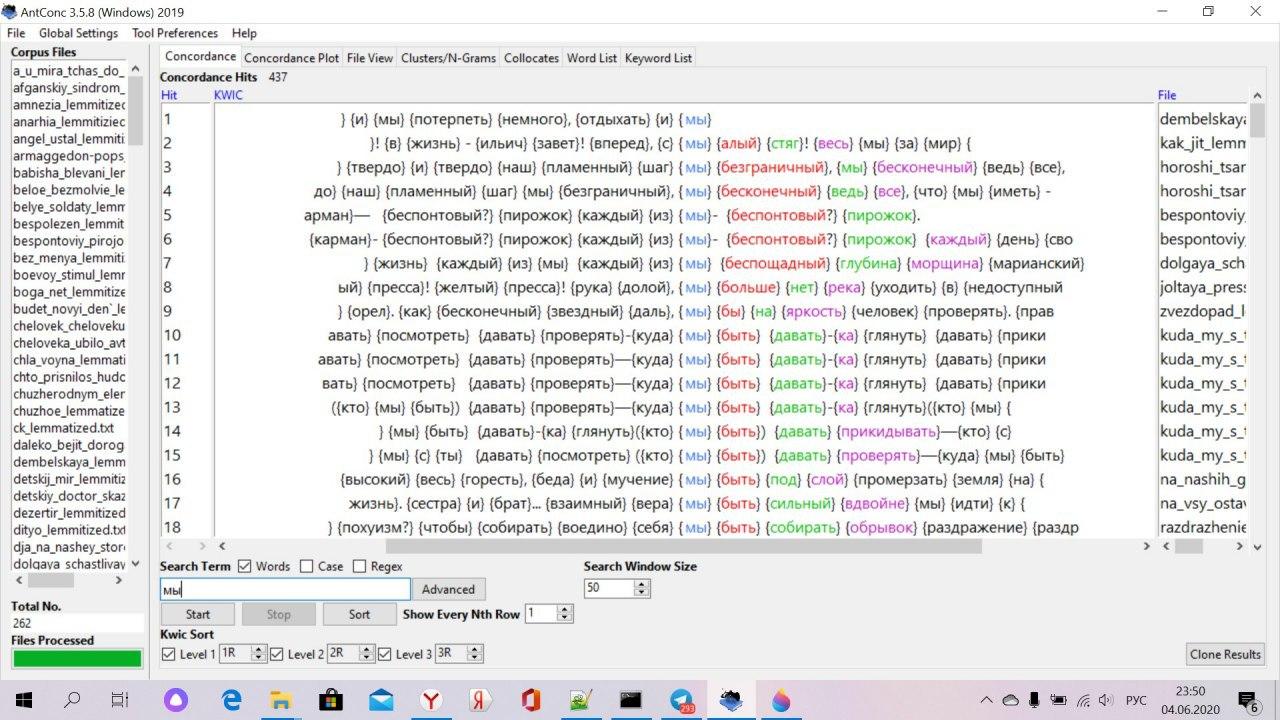 AntConc 3.5.8 (Windows) 2019
File Global Settings Tool Preferences Help
Corpus Files
a_u_mira_tchas_do_
afganskiy_sindrom_
amnezia_lemmitizec
anarhia_lemmitiziec
angel_ustal_lemmiti:
armaggedon-pops_
babisha_blevani_ler
beloe_bezmolvie_le
belye_soldaty_lemm
bespolezen_lemmit
bespontoviy_pirojo
bez_menya_lemmiti
boevoy_stimul_lemr
boga_net_lemmitize
budet_novyi_den`_le
chelovek_cheloveku
cheloveka_ubilo_avt
chla_voyna_lemmati
chto_prisnilos_hudc
chuzherodnym_eler
chuzhoe_lemmatize
ck_lemmatized.txt
daleko_bejit_dorog
dembelskaya_lemm
detskij_mir_lemmitiz
detskiy_doctor_skaz
dezertir_lemmitized
dityo_lemmitized.txt
dja_na_nashey_stor
dolgaya_schastlivay
Total No.
262
Files Processed
Concordance Concordance Plot File View Clusters/N-Grams Collocates Word List Keyword List
Concordance Hits 437
Hit KWIC File
1 } {и} {мы} {потерпеть} {немного}, {отдыхать} {и} {мы} dembelskaya
2 }! {в} {жизнь} - {ильич} {завет}! {вперед}, {с} {мы} {алый} {стяг}! {весь} {мы} {за} {мир} { kak_jit_lemm
3 } {твердо} {и} {твердо} {наш} {пламенный} {шаг} {мы} {безграничный}, {мы} {бесконечный} {ведь} {все}, horoshi_tsar
4 до} {наш} {пламенный} {шаг} {мы} {безграничный}, {мы} {бесконечный} {ведь} {все}, {что} {мы} {иметь} - horoshi_tsar
5 арман}— {беспонтовый?} {пирожок} {каждый} {из} {мы}- {беспонтовый?} {пирожок}. bespontoviy_
6 {карман}- {беспонтовый?} {пирожок} {каждый} {из} {мы}- {беспонтовый?} {пирожок} {каждый} {день} {сво bespontoviy_
7 } {жизнь} {каждый} {из} {мы} {каждый} {из} {мы} {беспощадный} {глубина} {морщина} {марианский} dolgaya_sch
8 ый} {пресса}! {желтый} {пресса}! {рука} {долой}, {мы} {больше} {нет} {река} {уходить} {в} {недоступный joltaya_press
9 } {орел}. {как} {бесконечный} {звездный} {даль}, {мы} {бы} {на} {яркость} {человек} {проверять}. {прав zvezdopad_l
10 авать} {посмотреть} {давать} {проверять}-{куда} {мы} {быть} {давать}-{ка} {глянуть} {давать} {прики kuda_my_s_t
11 авать} {посмотреть} {давать} {проверять}—{куда} {мы} {быть} {давать}-{ка} {глянуть} {давать} {прики kuda_my_s_t
12 вать} {посмотреть} {давать} {проверять}—{куда} {мы} {быть} {давать}-{ка} {глянуть} {давать} {прики kuda_my_s_t
13 ({кто} {мы} {быть}) {давать} {проверять}—{куда} {мы} {быть} {давать}-{ка} {глянуть}({кто} {мы} { kuda_my_s_t
14 } {мы} {быть} {давать}-{ка} {глянуть}({кто} {мы} {быть}) {давать} {прикидывать}—{кто} {с} kuda_my_s_t
15 } {мы} {с} {ты} {давать} {посмотреть} ({кто} {мы} {быть}) {давать} {проверять}—{куда} {мы} {быть} kuda_my_s_t
16 {высокий} {весь} {горесть}, {беда} {и} {мучение} {мы} {быть} {под} {слой} {промерзать} {земля} {на} { na_nashih_g
17 жизнь}. {сестра} {и} {брат}... {взаимный} {вера} {мы} {быть} {сильный} {вдвойне} {мы} {идти} {к} { na_vsy_ostav
18 } {похуизм?} {чтобы} {собирать} {воедино} {себя} {мы} {быть} {собирать} {обрывок} {раздражение} {раздр razdrazhenie
Search Term Words Case Regex Search Window Size
мы Advanced 50
Start Stop Sort Show Every Nth Row 1
Kwic Sort
Level 1 1R Level 2 2R Level 3 3R Clone Results
293 РУС 23:50
04.06.2020 6